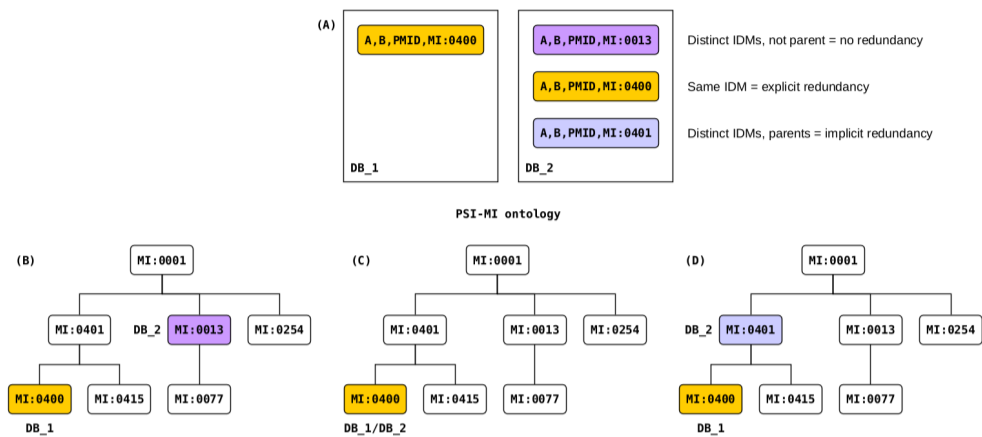 (A)
A,B,PMID,MI:0400
A,B,PMID,MI:0013
Distinct IDMs, not parent = no redundancy
A,B,PMID,MI:0400
Same IDM = explicit redundancy
A,B,PMID,MI:0401
Distinct IDMs, parents = implicit redundancy
DB_1
DB_2
PSI-MI ontology
(B)
MI:0001
MI:0401
DB_2
MI:0013
MI:0254
MI:0400
MI:0415
MI:0077
DB_1
(C)
MI:0001
MI:0401
MI:0013
MI:0254
MI:0400
MI:0415
MI:0077
DB_1/DB_2
(D)
MI:0001
DB_2
MI:0401
MI:0013
MI:0254
MI:0400
MI:0415
MI:0077
DB_1